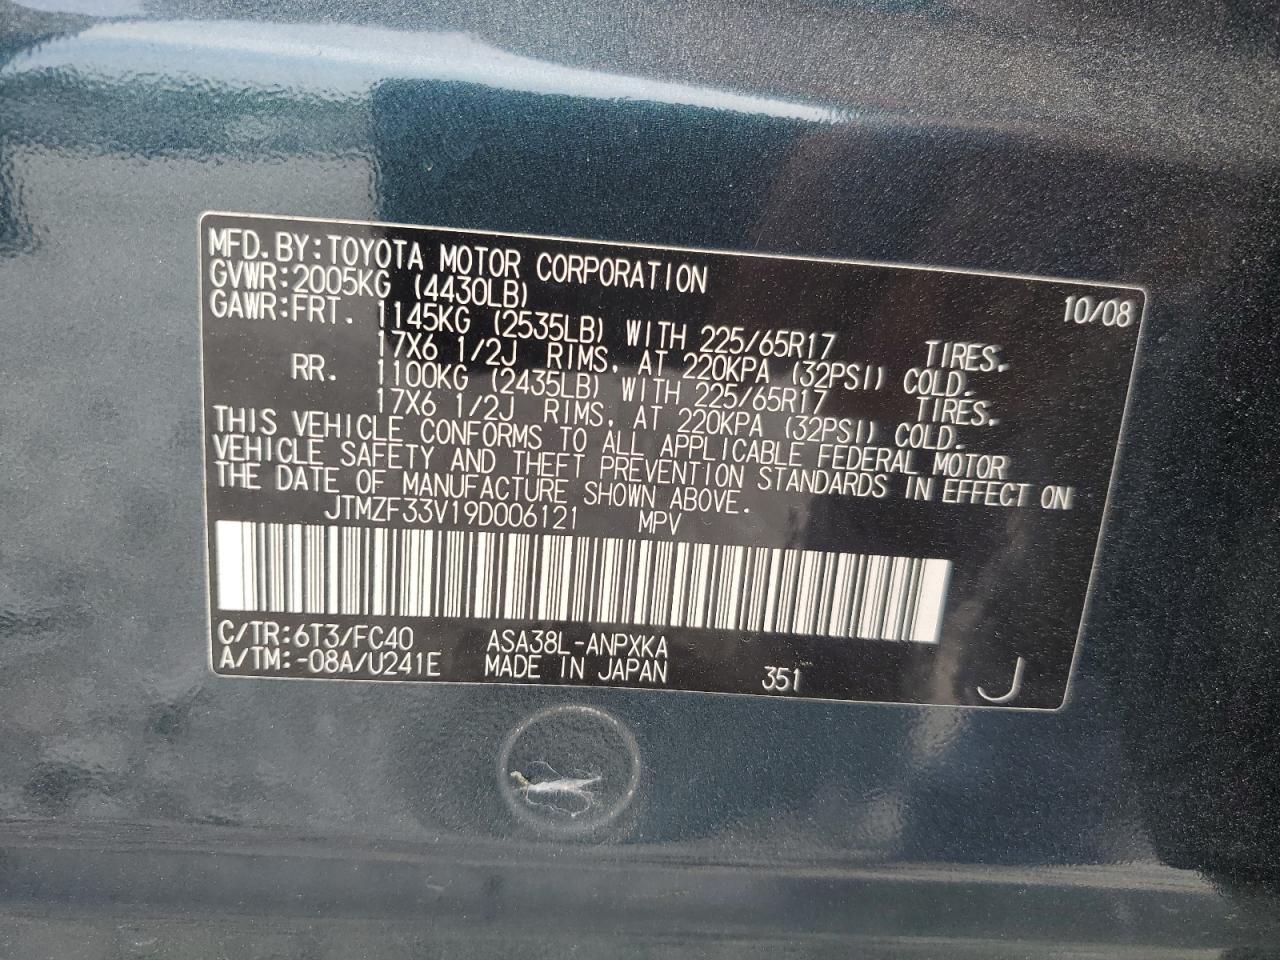 MFD. BY: TOYOTA MOTOR CORPORATION 10/08
GVWR: 2005KG (4430LB)
GAWR: FRT. 1145KG (2535LB) WITH 225/65R17 TIRES.
17X6 1/2J RIMS, AT 220KPA (32PSI) COLD.
RR. 1100KG (2435LB) WITH 225/65R17 TIRES.
17X6 1/2J RIMS, AT 220KPA (32PSI) COLD.
THIS VEHICLE CONFORMS TO ALL APPLICABLE FEDERAL MOTOR
VEHICLE SAFETY AND THEFT PREVENTION STANDARDS IN EFFECT ON
THE DATE OF MANUFACTURE SHOWN ABOVE.
JTMZF33V19D006121 MPV
C/TR: 6T3/FC40 ASA38L-ANPXKA
A/TM: -08A/U241E MADE IN JAPAN 351 J